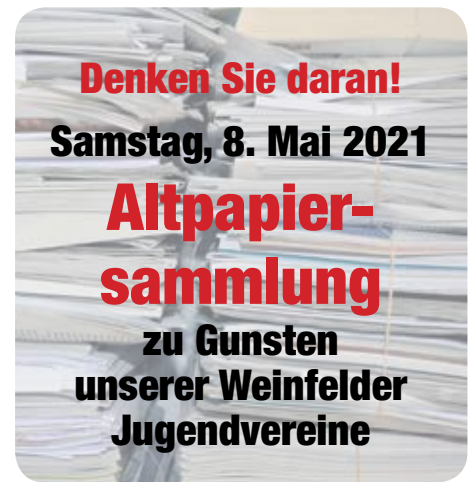 Denken Sie daran!
Samstag, 8. Mai 2021
Altpapier-
sammlung
zu Gunsten
unserer Weinfelder
Jugendvereine